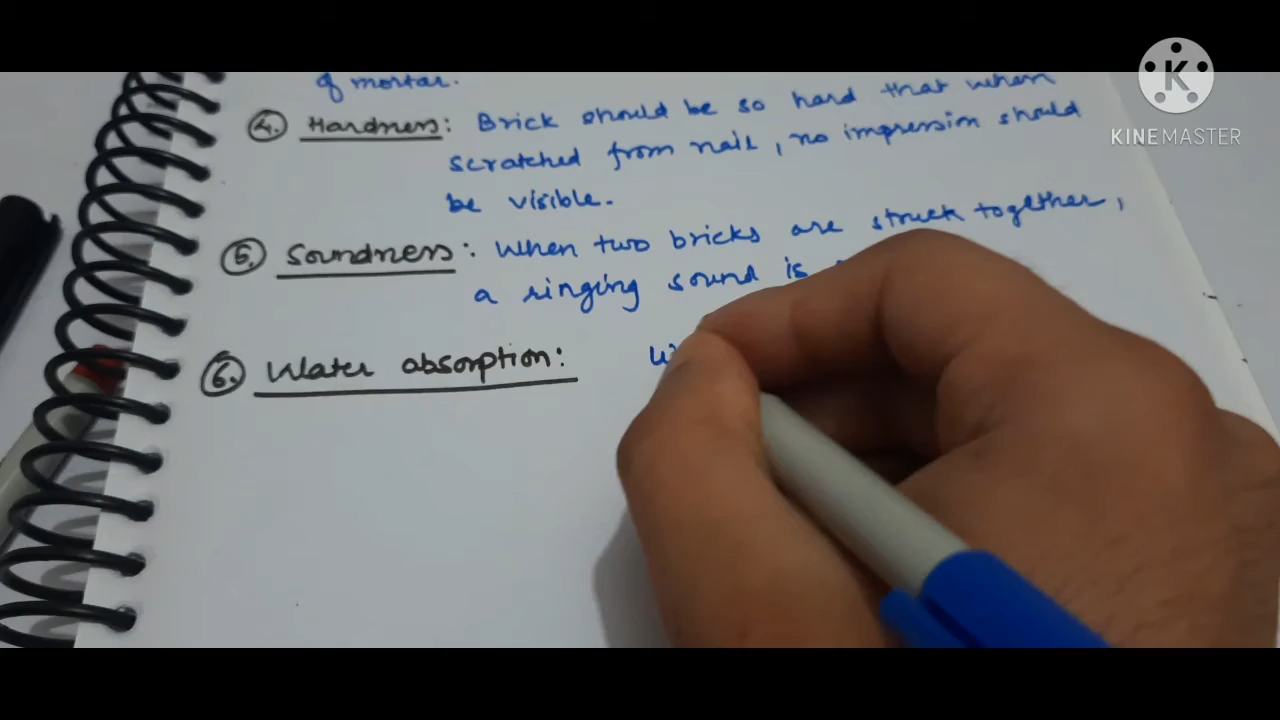 of mortar.
4. Hardness: Brick should be so hard that when
scratched from nail, no impression should
be visible.
5. Soundness: When two bricks are struck together,
a ringing sound is
6. Water absorption:
K
KINEMASTER